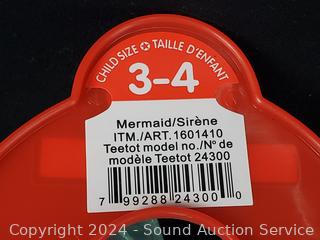 CHILD SIZE ✪ TAILLE D'ENFANT
3-4
Mermaid/Sirène
ITM./ART.1601410
Teetot model no./Nº de
modèle Teetot 24300
7 99288 24300 0
Copyright 2024 - Sound Auction Service